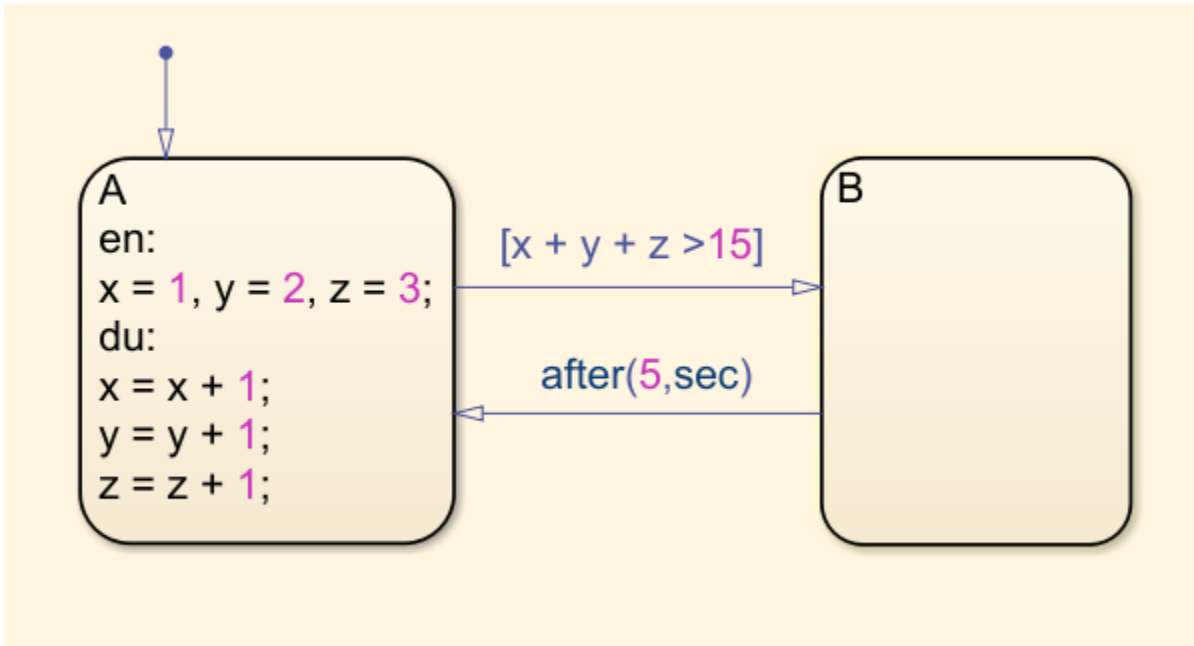 A
en:
x = 1, y = 2, z = 3;
du:
x = x + 1;
y = y + 1;
z = z + 1;
[x + y + z >15]
after(5,sec)
B